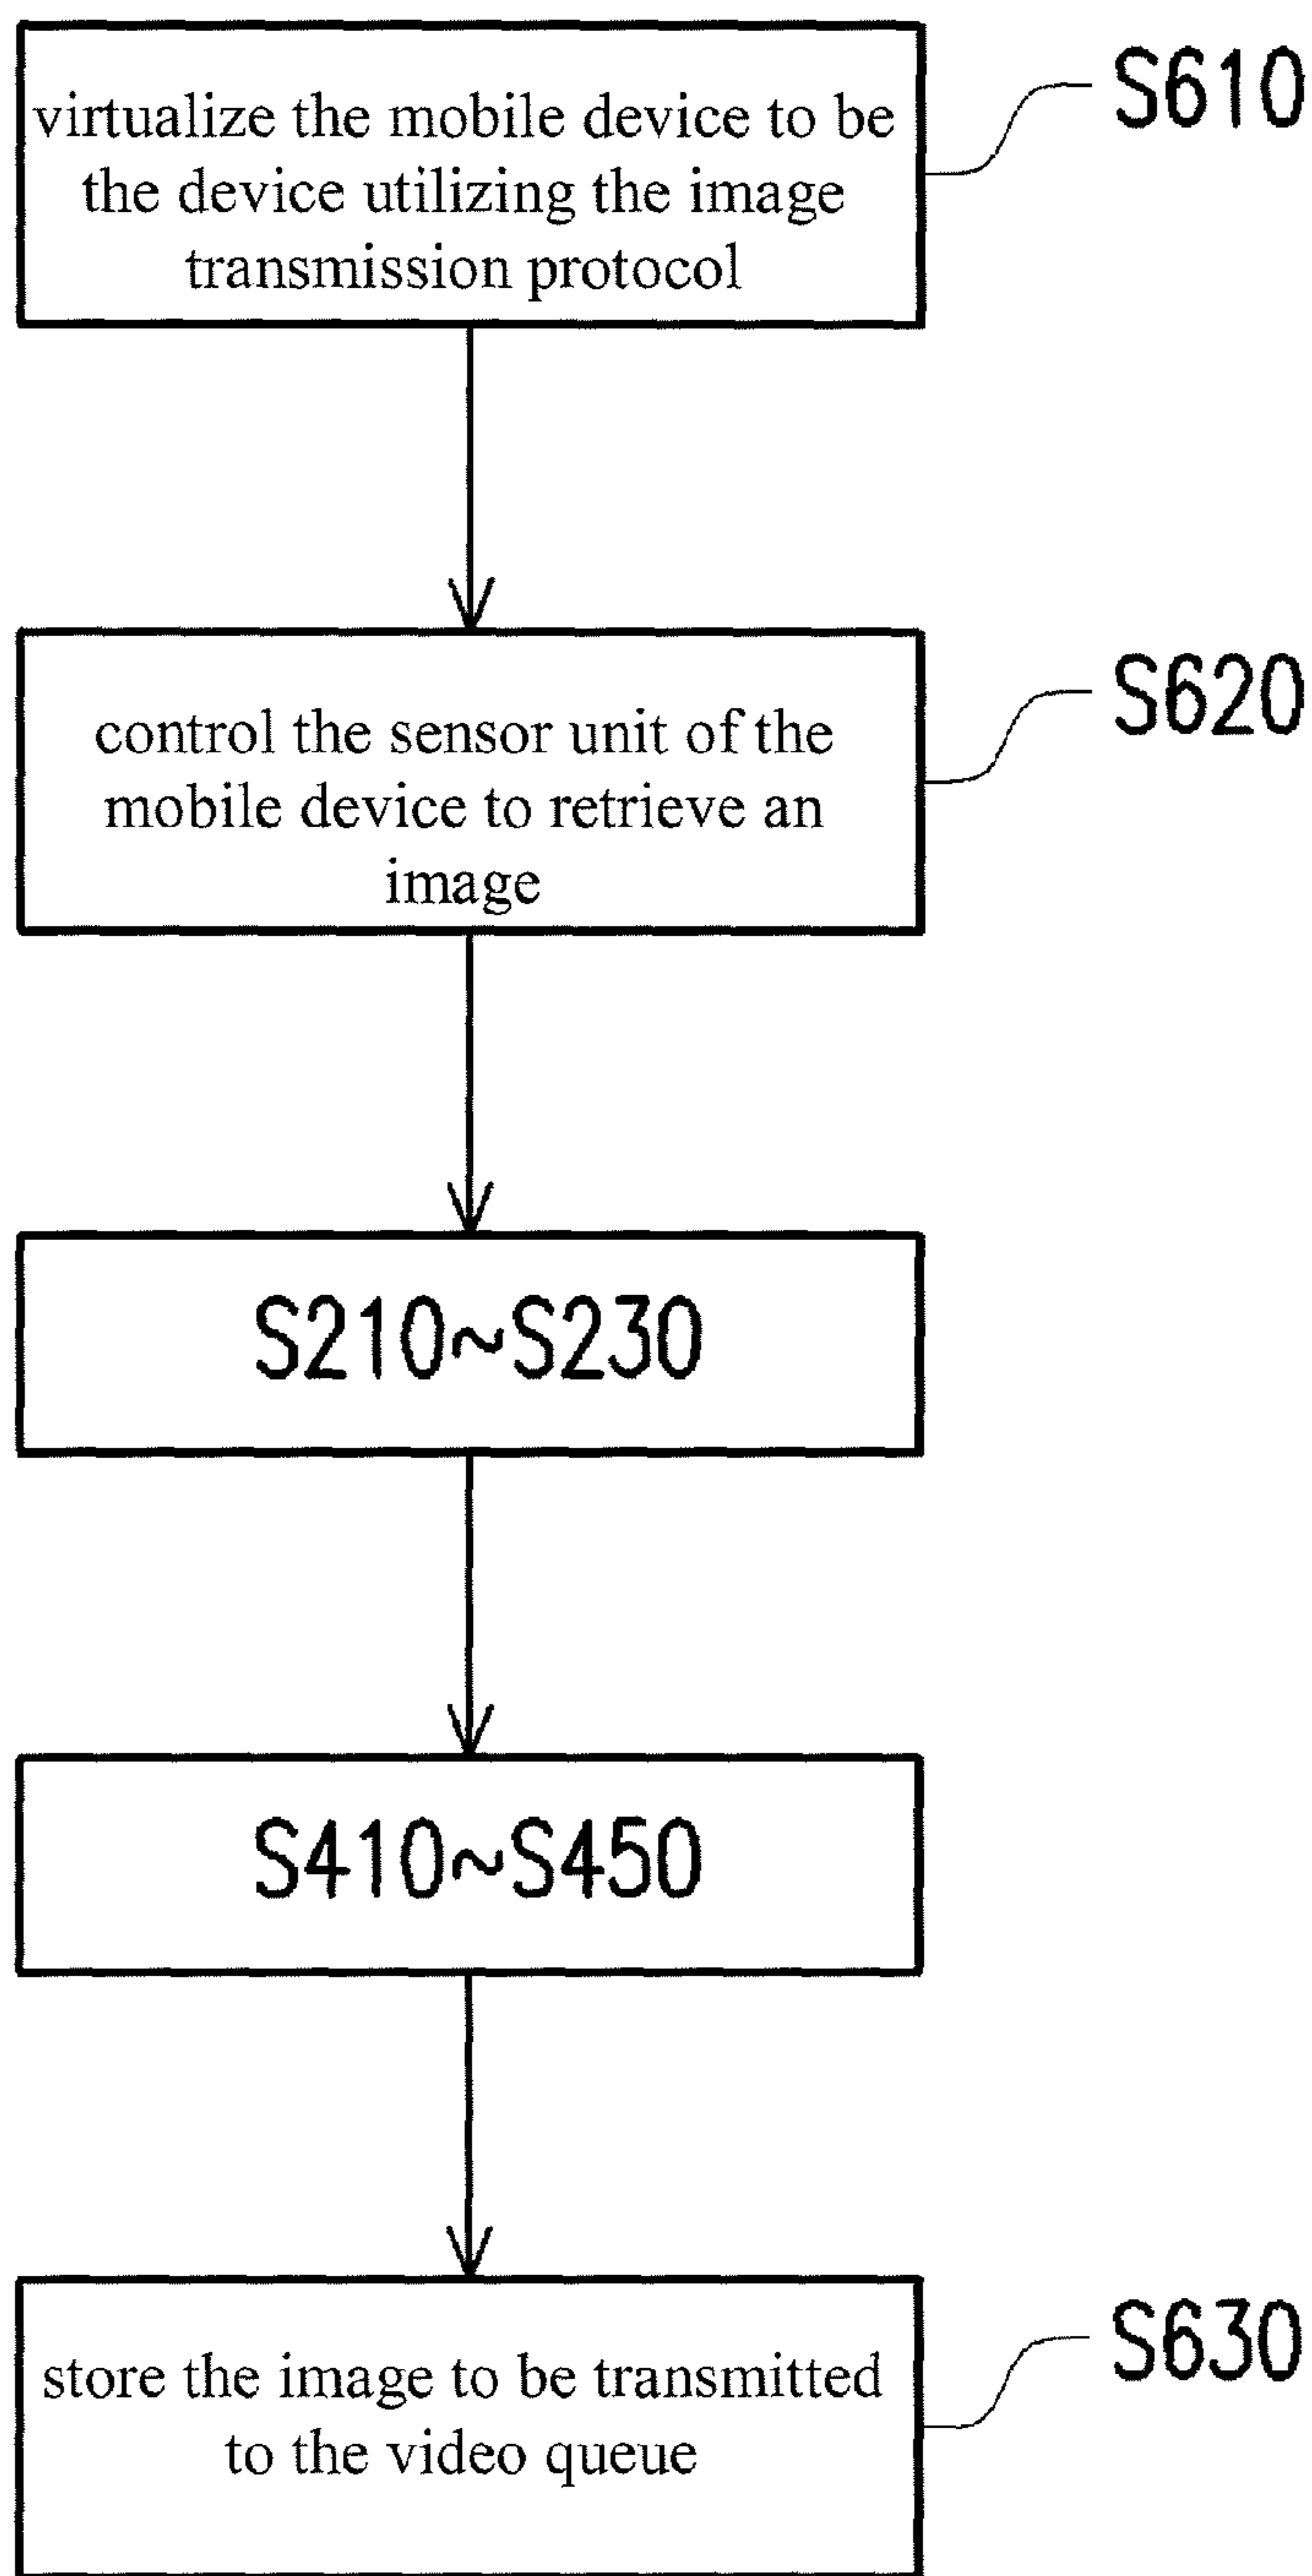 virtualize the mobile device to be
the device utilizing the image
transmission protocol
S610
control the sensor unit of the
mobile device to retrieve an
image
S620
S210~S230
S410~S450
store the image to be transmitted
to the video queue
S630